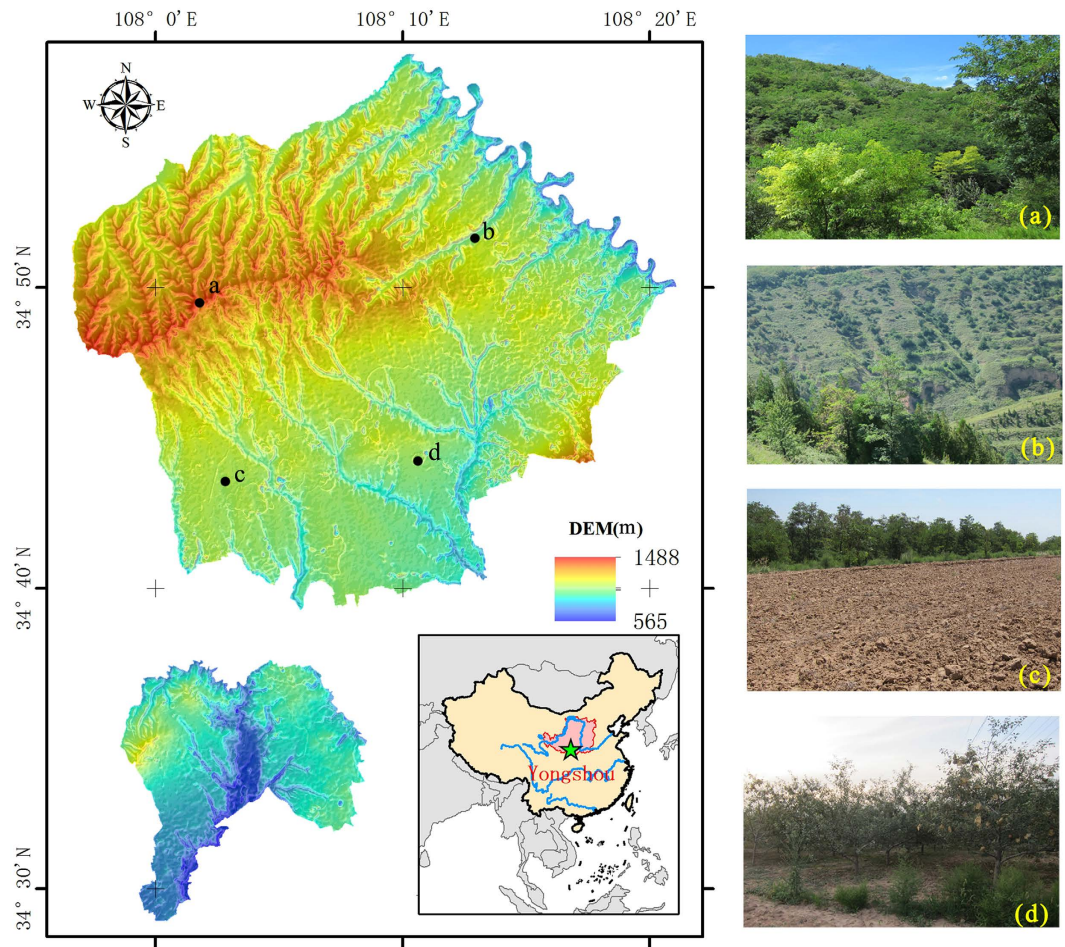 108° 0′E
108° 10′E
108° 20′E
N
W
E
S
34° 50′N
34° 40′N
34° 30′N
a
b
c
d
DEM(m)
1488
565
Yongshou
(a)
(b)
(c)
(d)